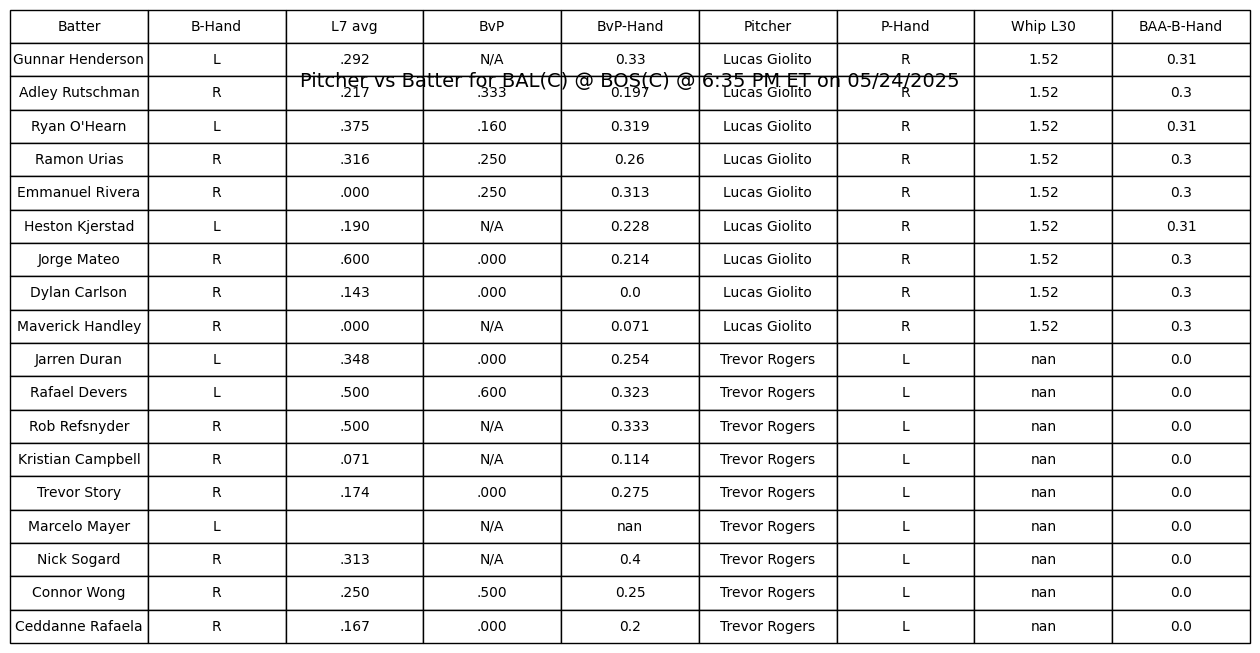 Batter B-Hand L7 avg BvP BvP-Hand Pitcher P-Hand Whip L30 BAA-B-Hand
Gunnar Henderson L .292 N/A 0.33 Lucas Giolito R 1.52 0.31
Pitcher vs Batter for BAL(C) @ BOS(C) @ 6:35 PM ET on 05/24/2025
Adley Rutschman R .217 .333 0.197 Lucas Giolito R 1.52 0.3
Ryan O'Hearn L .375 .160 0.319 Lucas Giolito R 1.52 0.31
Ramon Urias R .316 .250 0.26 Lucas Giolito R 1.52 0.3
Emmanuel Rivera R .000 .250 0.313 Lucas Giolito R 1.52 0.3
Heston Kjerstad L .190 N/A 0.228 Lucas Giolito R 1.52 0.31
Jorge Mateo R .600 .000 0.214 Lucas Giolito R 1.52 0.3
Dylan Carlson R .143 .000 0.0 Lucas Giolito R 1.52 0.3
Maverick Handley R .000 N/A 0.071 Lucas Giolito R 1.52 0.3
Jarren Duran L .348 .000 0.254 Trevor Rogers L nan 0.0
Rafael Devers L .500 .600 0.323 Trevor Rogers L nan 0.0
Rob Refsnyder R .500 N/A 0.333 Trevor Rogers L nan 0.0
Kristian Campbell R .071 N/A 0.114 Trevor Rogers L nan 0.0
Trevor Story R .174 .000 0.275 Trevor Rogers L nan 0.0
Marcelo Mayer L N/A nan Trevor Rogers L nan 0.0
Nick Sogard R .313 N/A 0.4 Trevor Rogers L nan 0.0
Connor Wong R .250 .500 0.25 Trevor Rogers L nan 0.0
Ceddanne Rafaela R .167 .000 0.2 Trevor Rogers L nan 0.0